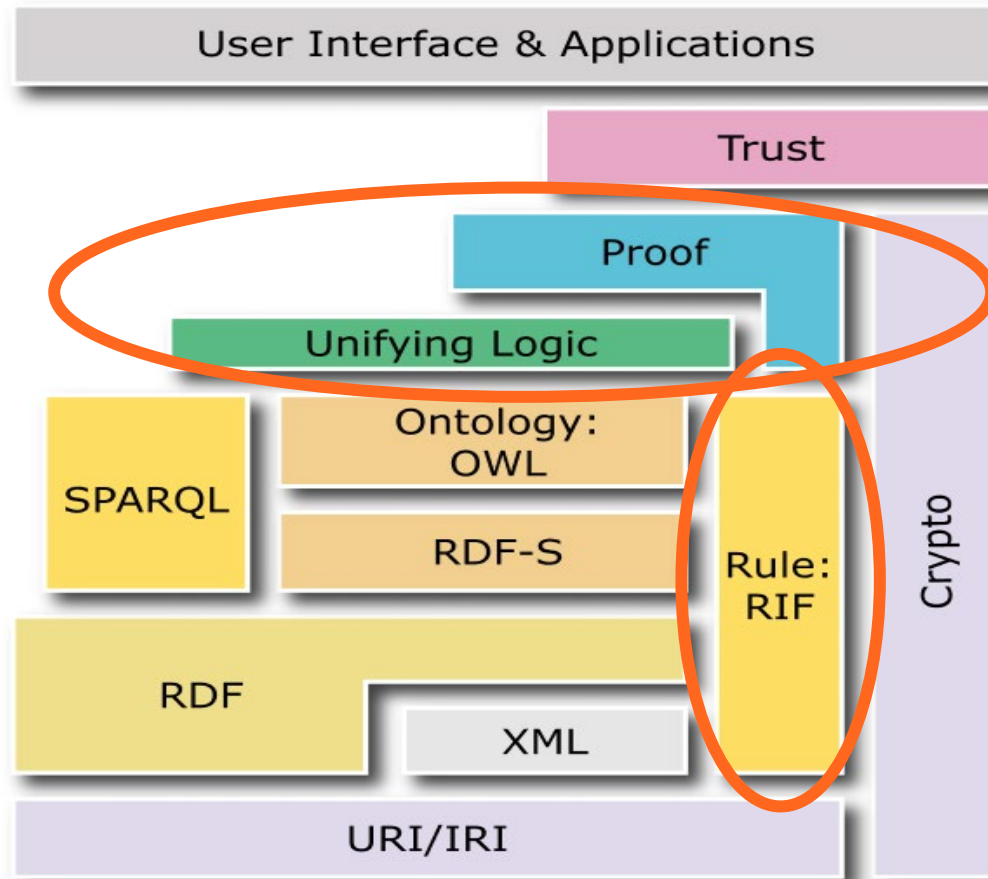 User Interface & Applications
Trust
Proof
Unifying Logic
Ontology:
OWL
SPARQL
RDF-S
Rule:
RIF
Crypto
RDF
XML
URI/IRI